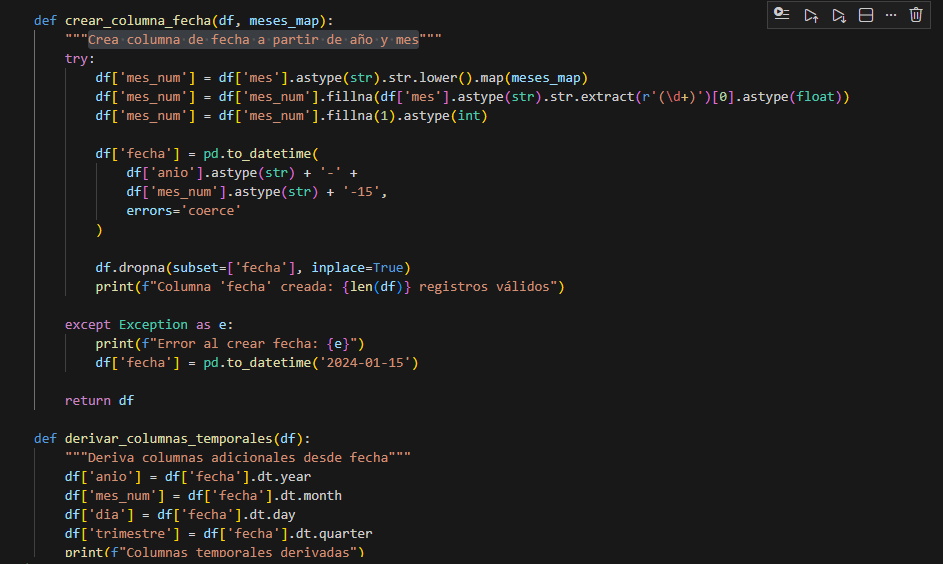 def crear_columna_fecha(df, meses_map):
    """Crea columna de fecha a partir de año y mes"""
    try:
        df['mes_num'] = df['mes'].astype(str).str.lower().map(meses_map)
        df['mes_num'] = df['mes_num'].fillna(df['mes'].astype(str).str.extract(r'(\d+)')[0].astype(float))
        df['mes_num'] = df['mes_num'].fillna(1).astype(int)

        df['fecha'] = pd.to_datetime(
            df['anio'].astype(str) + '-' +
            df['mes_num'].astype(str) + '-15',
            errors='coerce'
        )

        df.dropna(subset=['fecha'], inplace=True)
        print(f"Columna 'fecha' creada: {len(df)} registros válidos")

    except Exception as e:
        print(f"Error al crear fecha: {e}")
        df['fecha'] = pd.to_datetime('2024-01-15')

    return df

def derivar_columnas_temporales(df):
    """Deriva columnas adicionales desde fecha"""
    df['anio'] = df['fecha'].dt.year
    df['mes_num'] = df['fecha'].dt.month
    df['dia'] = df['fecha'].dt.day
    df['trimestre'] = df['fecha'].dt.quarter
    print(f"Columnas temporales derivadas")